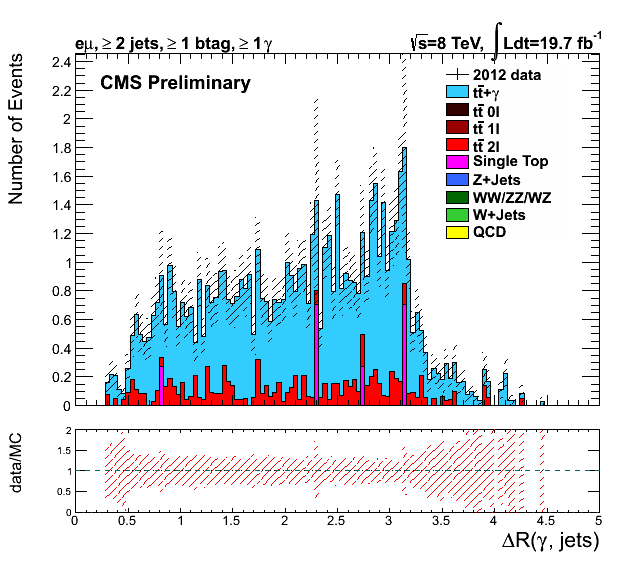 eμ, ≥ 2 jets, ≥ 1 btag, ≥ 1 γ
√s=8 TeV, ∫Ldt=19.7 fb⁻¹
CMS Preliminary
Number of Events
2.4
2.2
2
1.8
1.6
1.4
1.2
1
0.8
0.6
0.4
0.2
0
2012 data
tt̄+γ
tt̄ 0l
tt̄ 1l
tt̄ 2l
Single Top
Z+Jets
WW/ZZ/WZ
W+Jets
QCD
data/MC
2
1.5
1
0.5
0
0 0.5 1 1.5 2 2.5 3 3.5 4 4.5 5
ΔR(γ, jets)